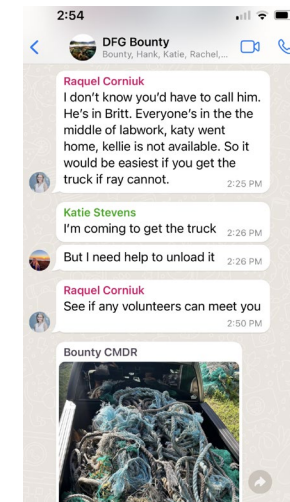 2:54
DFG Bounty
Bounty, Hank, Katie, Rachel,...
Raquel Corniuk
I don't know you'd have to call him.
He's in Britt. Everyone's in the the
middle of labwork, katy went
home, kellie is not available. So it
would be easiest if you get the
truck if ray cannot.
2:25 PM
Katie Stevens
I'm coming to get the truck
2:26 PM
But I need help to unload it
2:26 PM
Raquel Corniuk
See if any volunteers can meet you
2:50 PM
Bounty CMDR